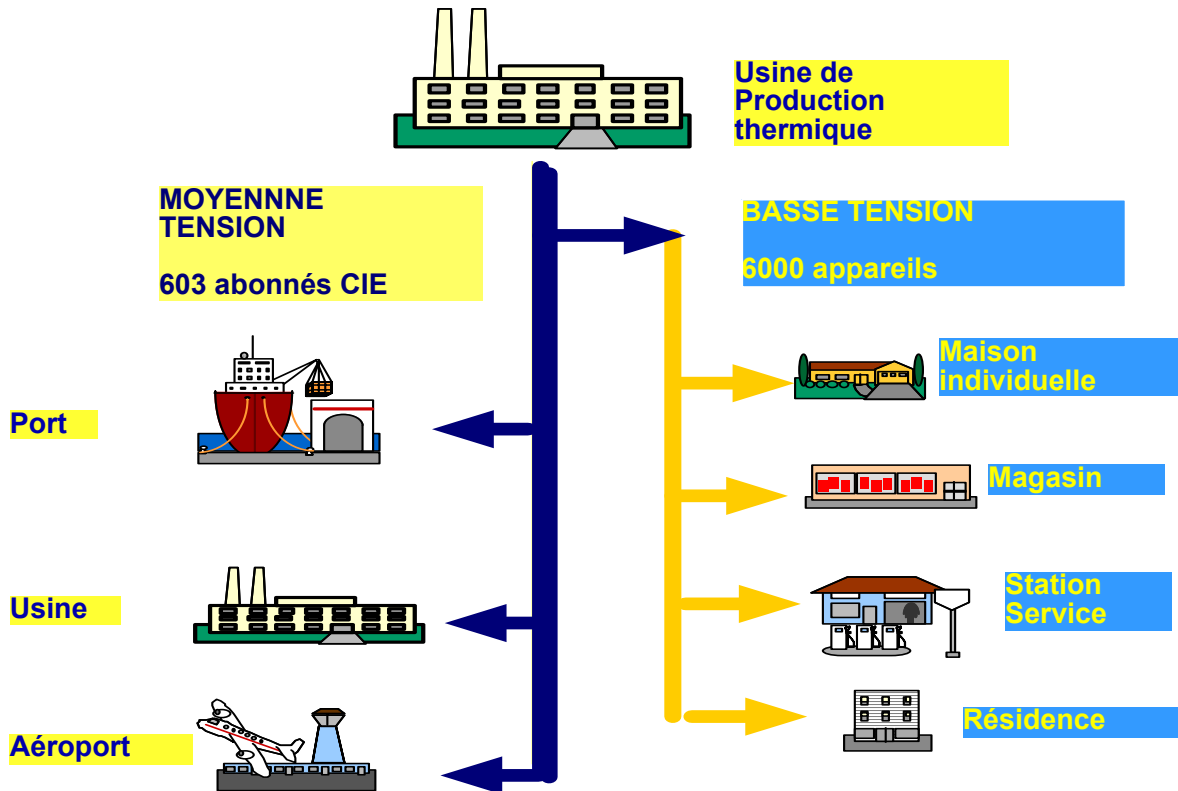 Usine de
Production
thermique
MOYENNNE
TENSION
603 abonnés CIE
BASSE TENSION
6000 appareils
Port
Usine
Aéroport
Maison
individuelle
Magasin
Station
Service
Résidence